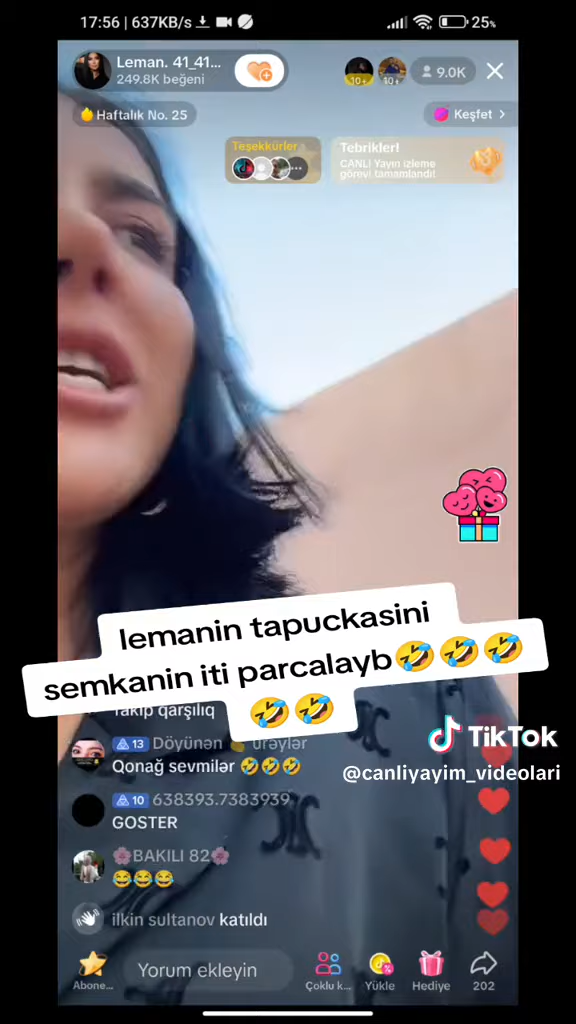 17:56 | 637KB/s
25%
Leman. 41_41...
249.8K beğeni
10+
10+
9.0K
Haftalık No. 25
Keşfet >
Teşekkürler
Tebrikler!
CANLI Yayın izleme
görevi tamamlandı!
lemanin tapuckasini
semkanin iti parcalayb🤣🤣🤣
🤣🤣
Takip qarşılıq
13 Döyünən ürəylər
Qonağ sevmilər 🤣🤣🤣
10 638393.7383939
GOSTER
🌸BAKILI 82🌸
😂😂😂
ilkin sultanov katıldı
TikTok
@canliyayim_videolari
Yorum ekleyin
Abone...
Çoklu k...
Yükle
Hediye
202